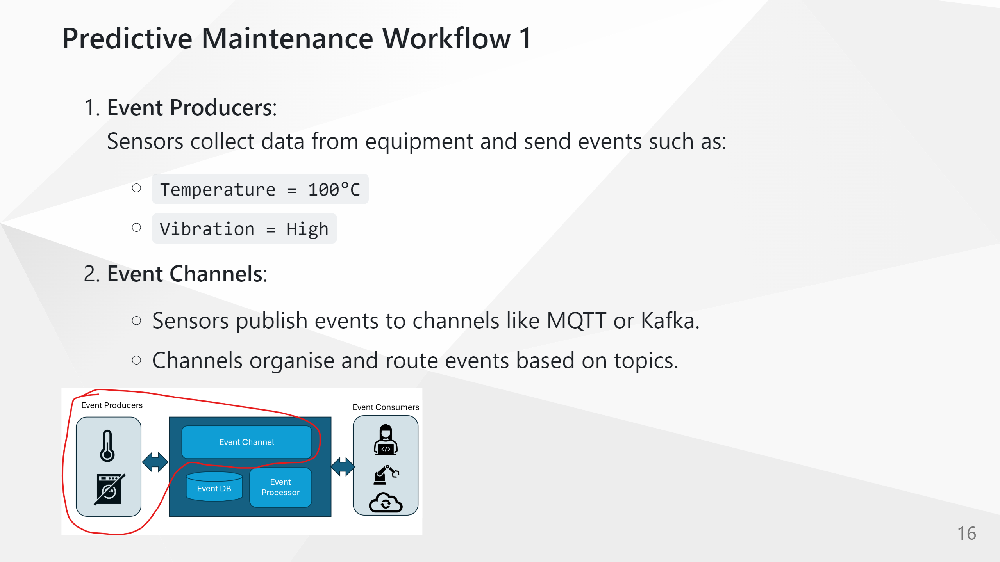 Predictive Maintenance Workflow 1
1. Event Producers:
Sensors collect data from equipment and send events such as:
Temperature = 100°C
Vibration = High
2. Event Channels:
Sensors publish events to channels like MQTT or Kafka.
Channels organise and route events based on topics.
Event Producers
Event Consumers
Event Channel
</>
Event DB
Event
Processor
16